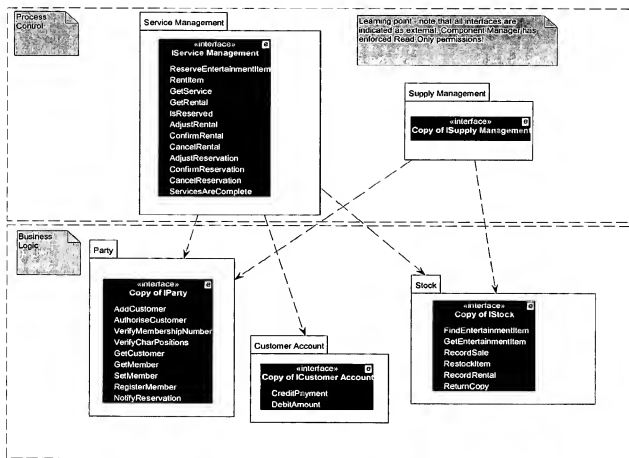 Process
Control
Service Management
«interface»
IService Management
ReserveEntertainmentItem
RentItem
GetService
GetRental
IsReserved
AdjustRental
ConfirmRental
CancelRental
AdjustReservation
ConfirmReservation
CancelReservation
ServicesAreComplete
Learning point - note that all interfaces are
indicated as external. Component Manager has
enforced Read Only permissions!
Supply Management
«interface»
Copy of ISupply Management
Business
Logic
Party
«interface»
Copy of IParty
AddCustomer
AuthoriseCustomer
VerifyMembershipNumber
VerifyCharPositions
GetCustomer
GetMember
SetMember
RegisterMember
NotifyReservation
Customer Account
«interface»
Copy of ICustomer Account
CreditPayment
DebitAmount
Stock
«interface»
Copy of IStock
FindEntertainmentItem
GetEntertainmentItem
RecordSale
RestockItem
RecordRental
ReturnCopy